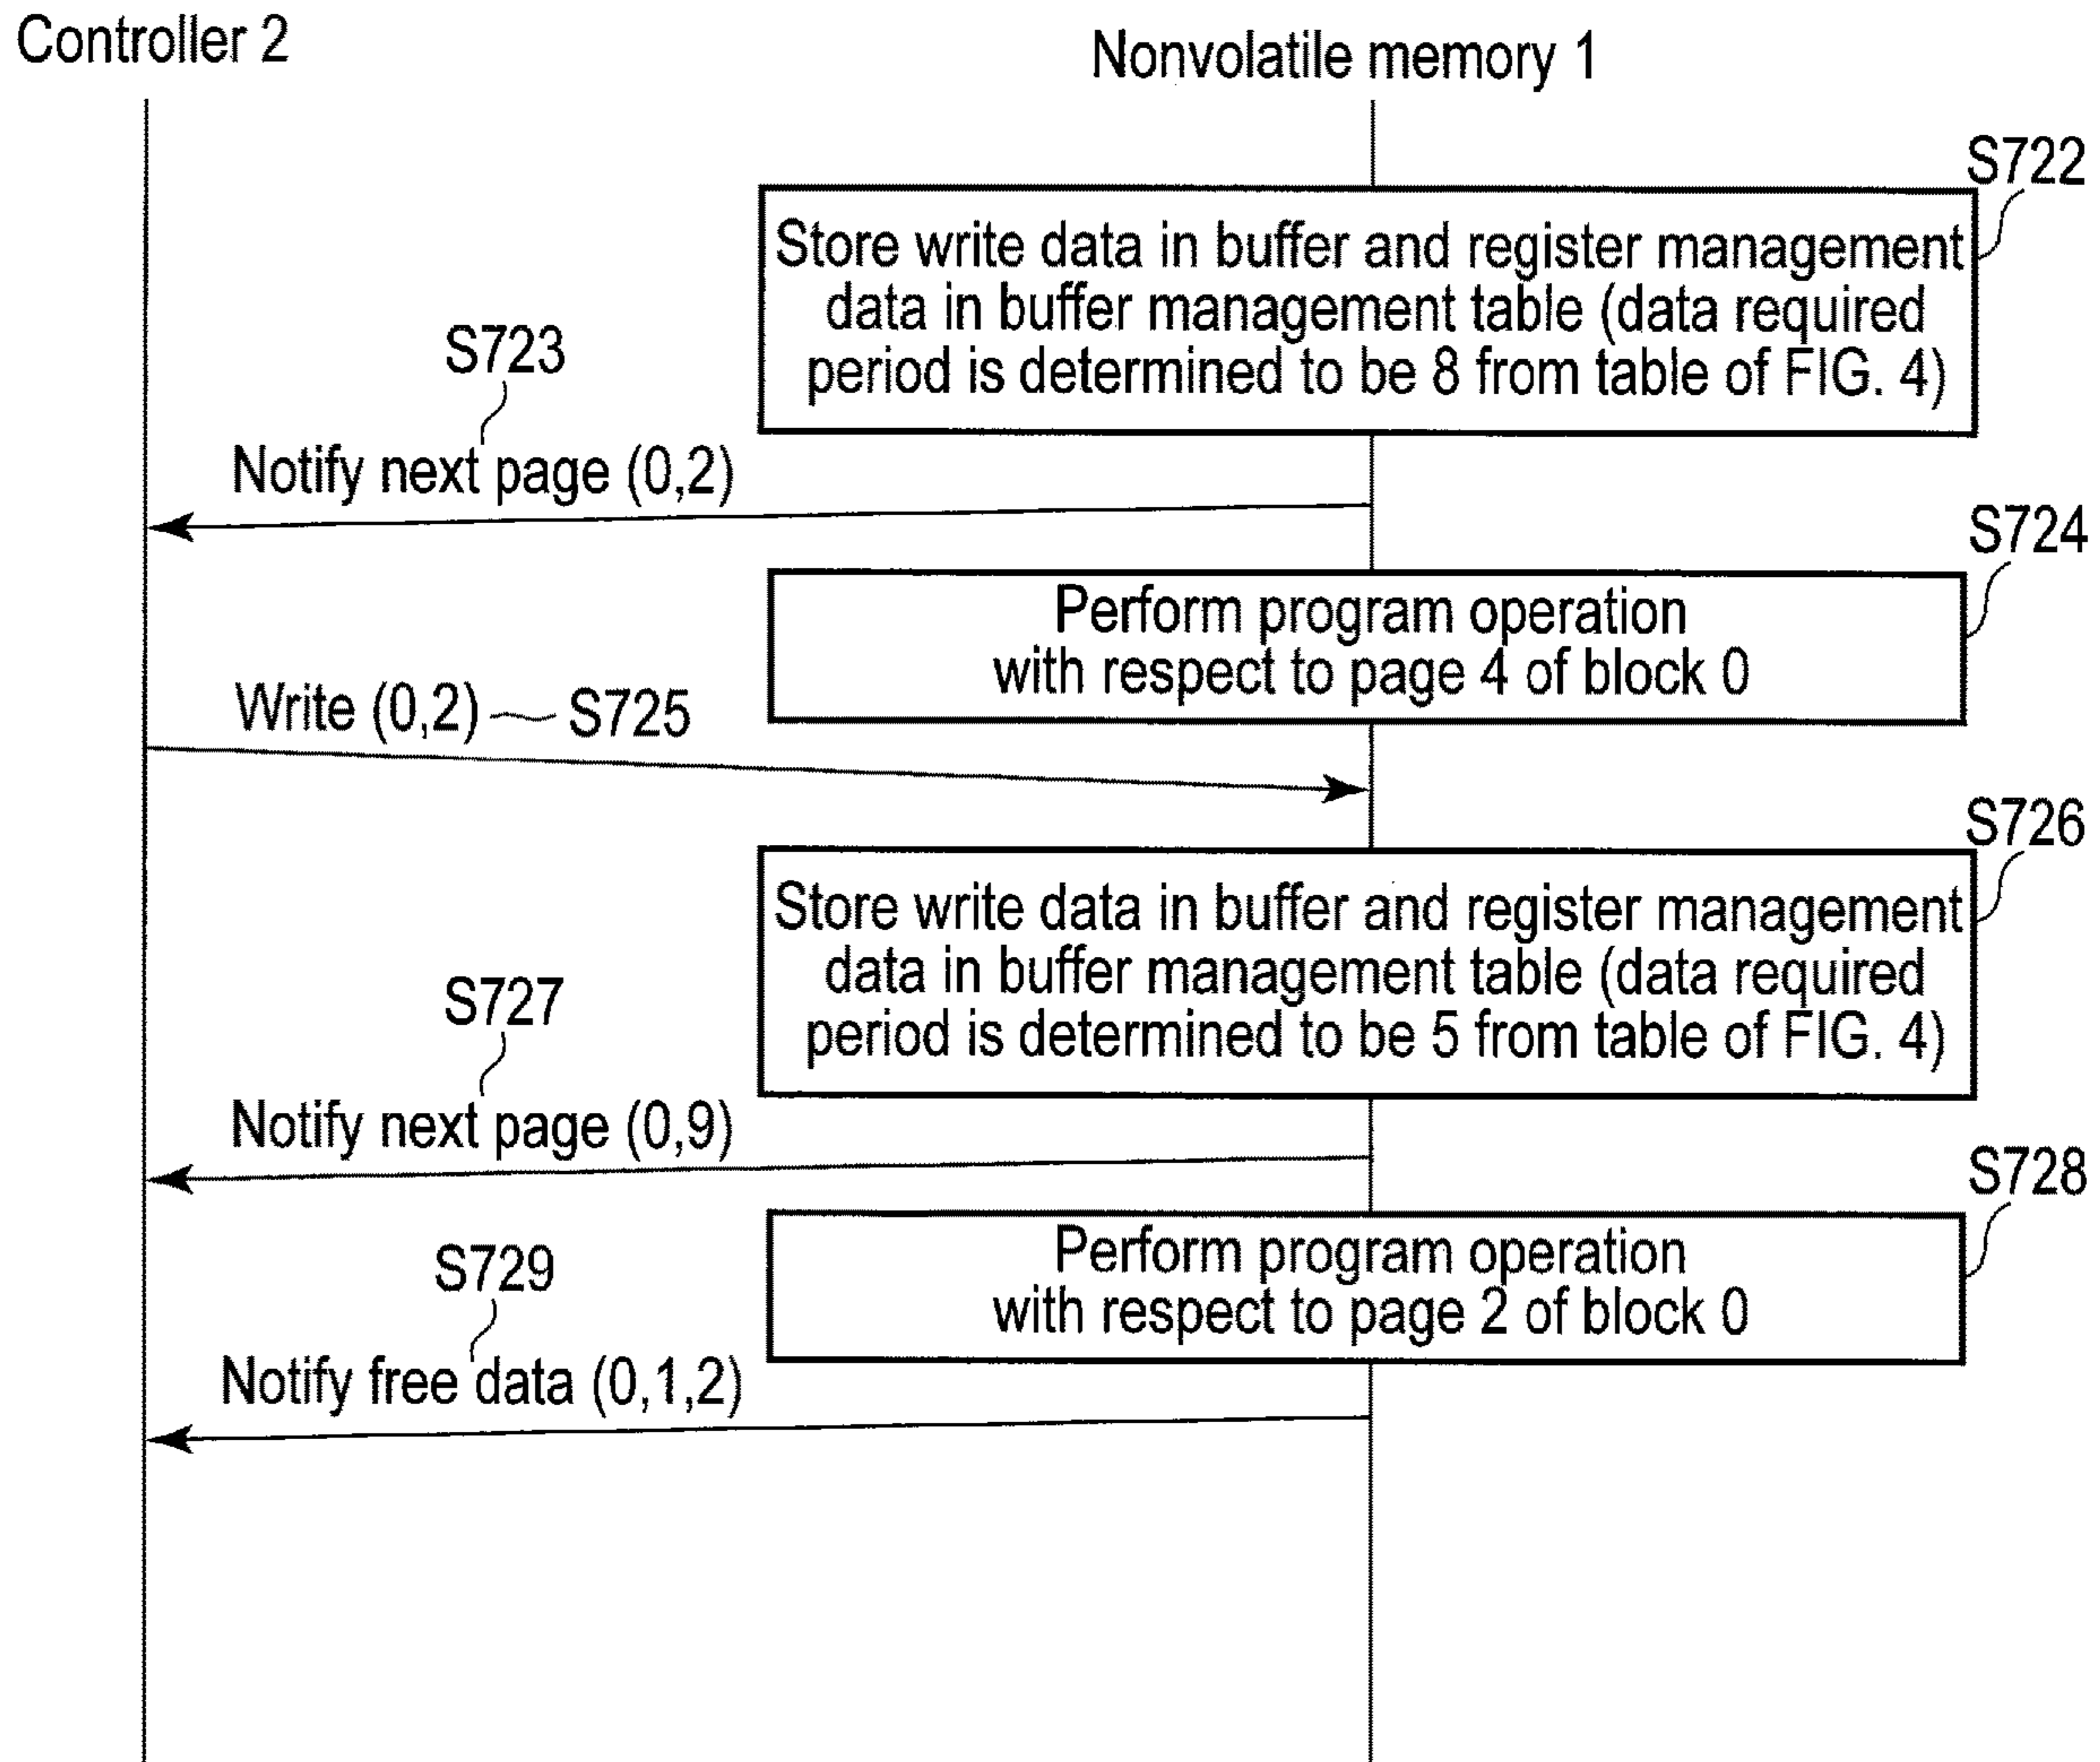 Controller 2
Nonvolatile memory 1
S722
Store write data in buffer and register management
data in buffer management table (data required
period is determined to be 8 from table of FIG. 4)
S723
Notify next page (0,2)
S724
Perform program operation
with respect to page 4 of block 0
Write (0,2)
S725
S726
Store write data in buffer and register management
data in buffer management table (data required
period is determined to be 5 from table of FIG. 4)
S727
Notify next page (0,9)
S728
Perform program operation
with respect to page 2 of block 0
S729
Notify free data (0,1,2)